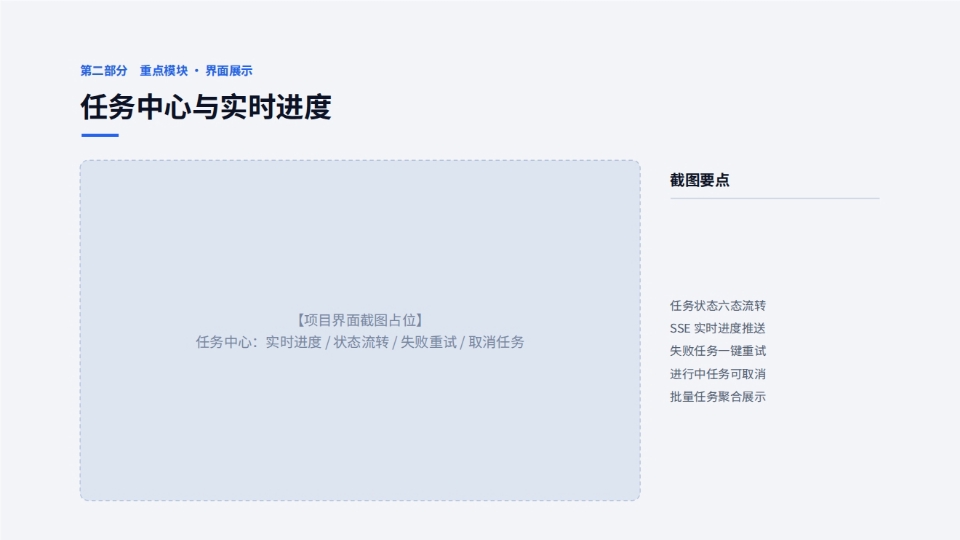 第二部分　重点模块 · 界面展示
任务中心与实时进度
【项目界面截图占位】
任务中心：实时进度 / 状态流转 / 失败重试 / 取消任务
截图要点
任务状态六态流转
SSE 实时进度推送
失败任务一键重试
进行中任务可取消
批量任务聚合展示